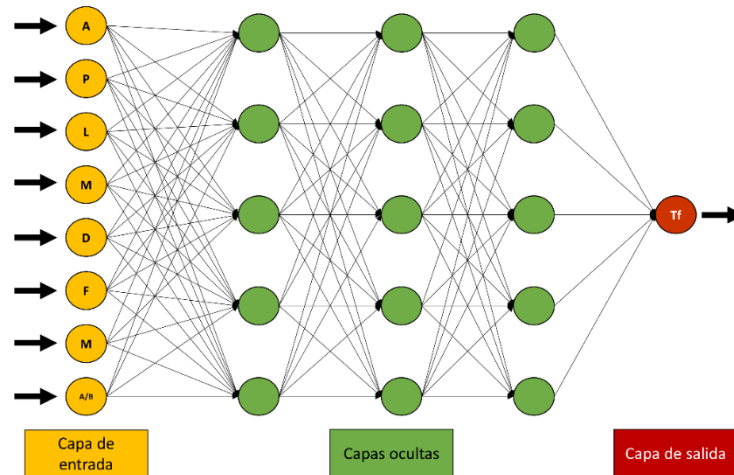 A
P
L
M
D
F
M
A/B
Tf
Capa de
entrada
Capas ocultas
Capa de salida